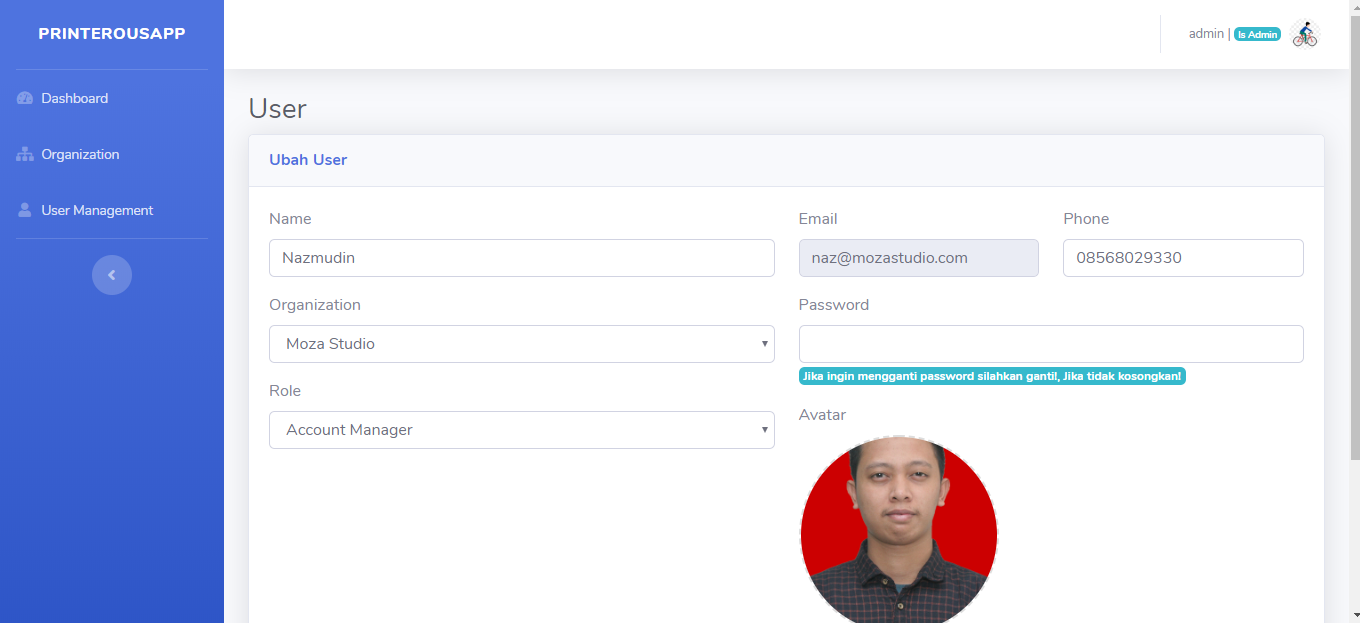 PRINTEROUSAPP
admin | Is Admin
Dashboard
Organization
User Management
User
Ubah User
Name
Nazmudin
Email
naz@mozastudio.com
Phone
08568029330
Organization
Moza Studio
Password
Jika ingin mengganti password silahkan ganti!, Jika tidak kosongkan!
Role
Account Manager
Avatar